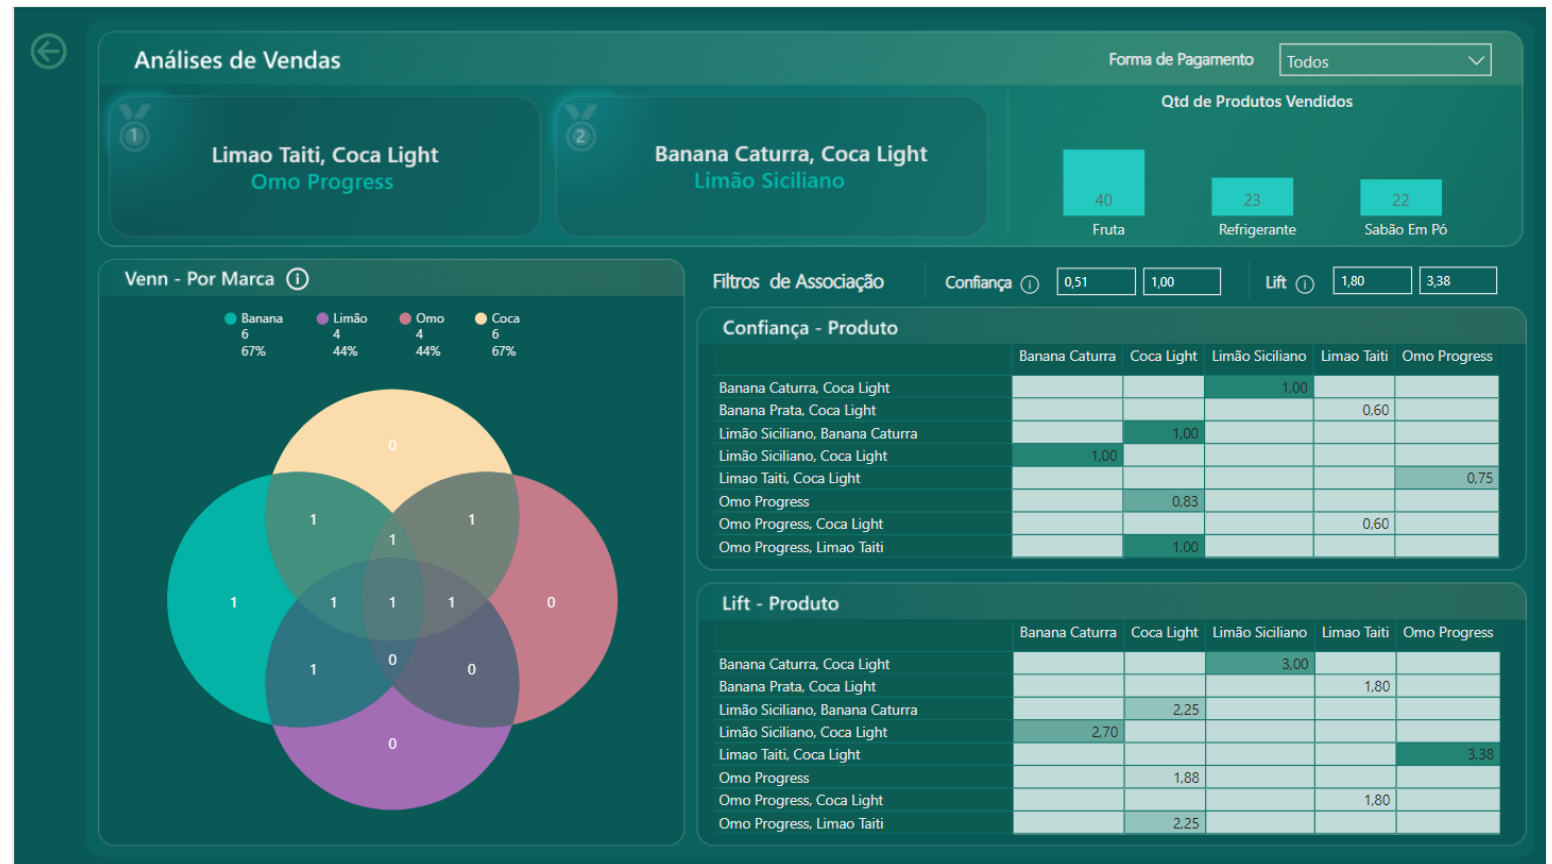 Análises de Vendas
Forma de Pagamento
Todos
1
Limao Taiti, Coca Light
Omo Progress
2
Banana Caturra, Coca Light
Limão Siciliano
Qtd de Produtos Vendidos
40 23 22
Fruta Refrigerante Sabão Em Pó
Venn - Por Marca
Banana Limão Omo Coca
6 4 4 6
67% 44% 44% 67%
0
1 1
1
1 1 1 1 0
1 0 0
0
Filtros de Associação
Confiança 0,51 1,00
Lift 1,80 3,38
Confiança - Produto
Banana Caturra Coca Light Limão Siciliano Limao Taiti Omo Progress
Banana Caturra, Coca Light 1,00
Banana Prata, Coca Light 0,60
Limão Siciliano, Banana Caturra 1,00
Limão Siciliano, Coca Light 1,00
Limao Taiti, Coca Light 0,75
Omo Progress 0,83
Omo Progress, Coca Light 0,60
Omo Progress, Limao Taiti 1,00
Lift - Produto
Banana Caturra Coca Light Limão Siciliano Limao Taiti Omo Progress
Banana Caturra, Coca Light 3,00
Banana Prata, Coca Light 1,80
Limão Siciliano, Banana Caturra 2,25
Limão Siciliano, Coca Light 2,70
Limao Taiti, Coca Light 3,38
Omo Progress 1,88
Omo Progress, Coca Light 1,80
Omo Progress, Limao Taiti 2,25